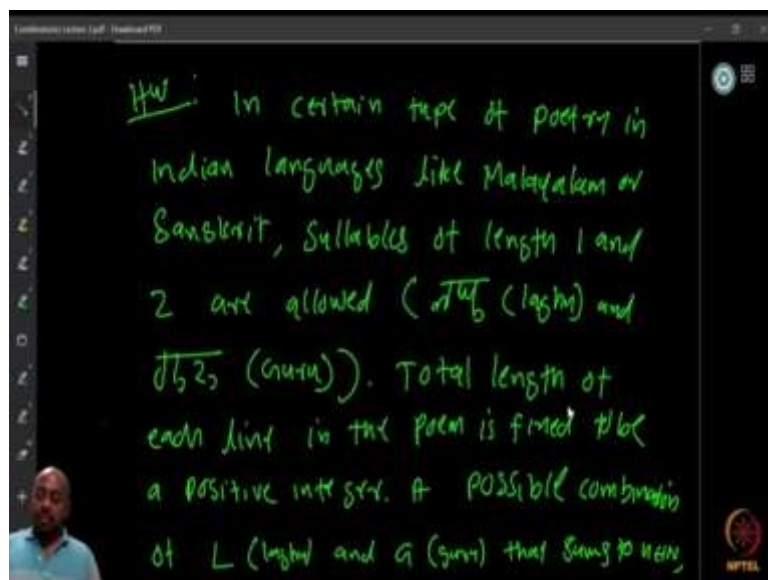 HW: In certain type of poetry in
Indian languages like Malayalam or
Sanskrit, Syllables of length 1 and
2 are allowed ( (laghu) and
(Guru)). Total length of
each line in the poem is fixed to be
a positive integer. A possible combination
of L (laghu) and G (guru) that sums to
NPTEL